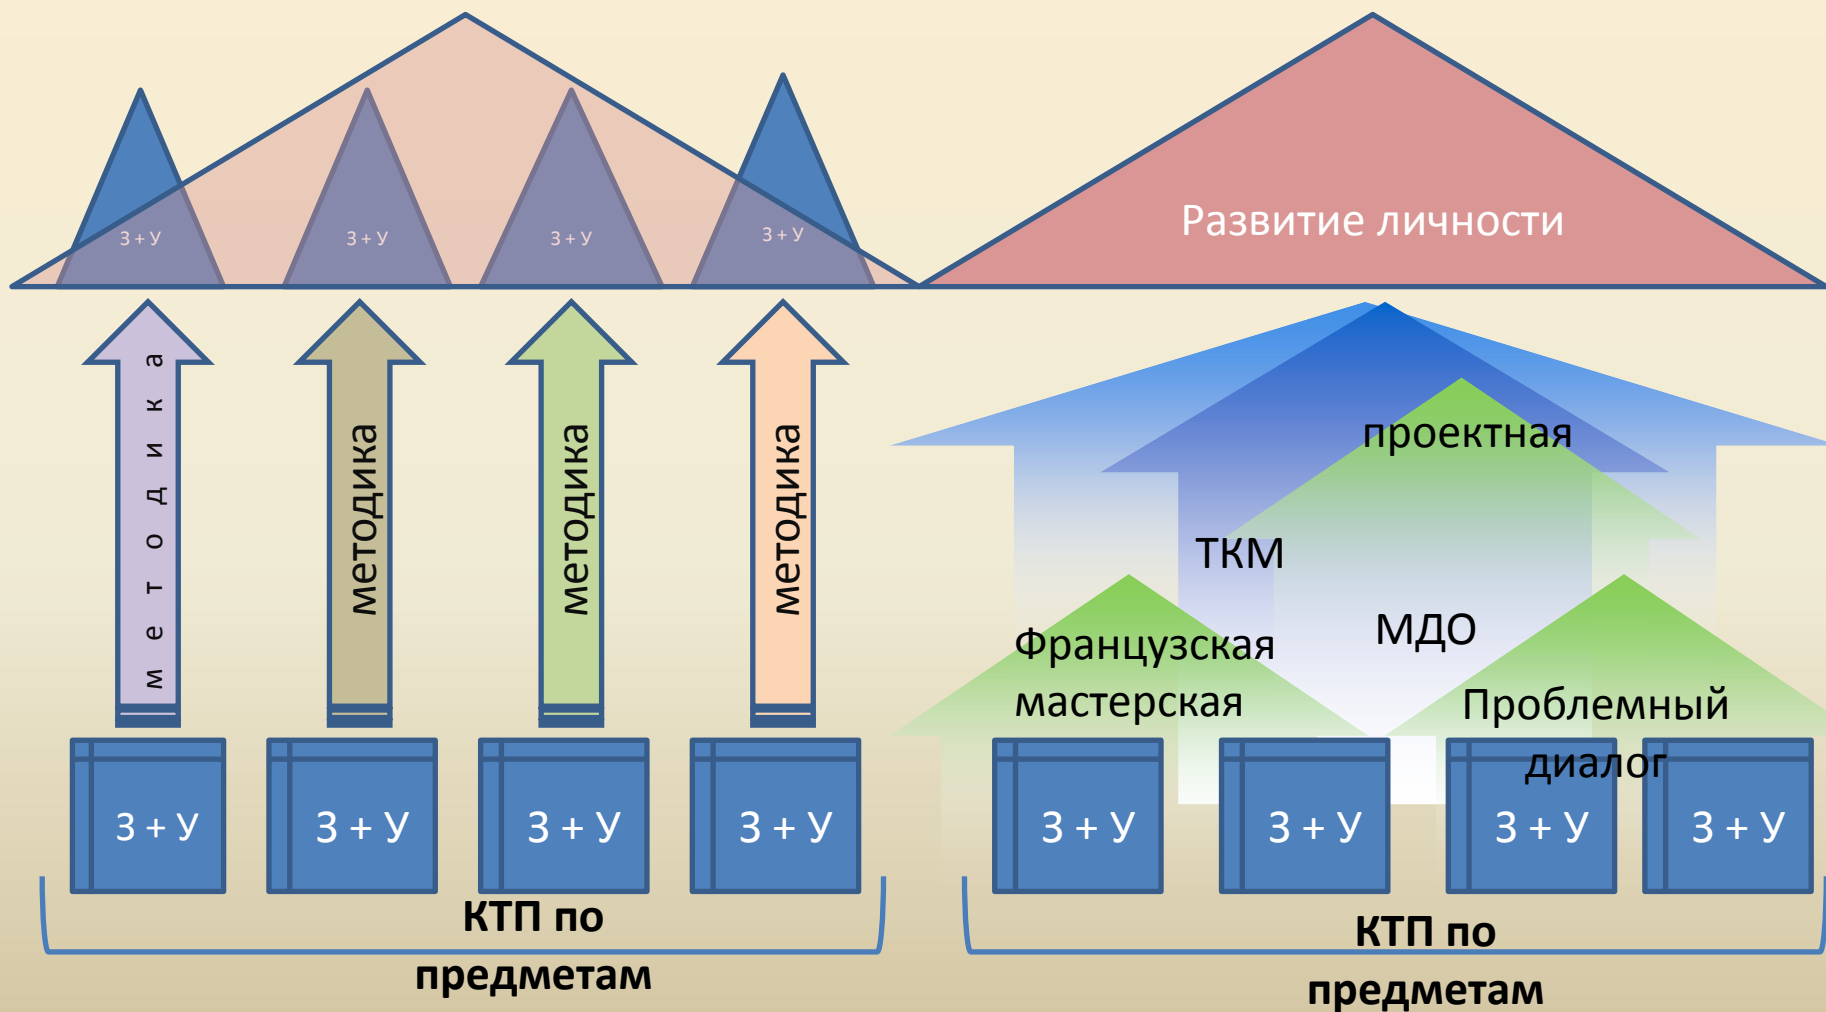 З + У
З + У
З + У
З + У
Развитие личности
методика
методика
методика
методика
проектная
ТКМ
МДО
Французская
мастерская
Проблемный
диалог
З + У
З + У
З + У
З + У
З + У
З + У
З + У
З + У
КТП по
предметам
КТП по
предметам